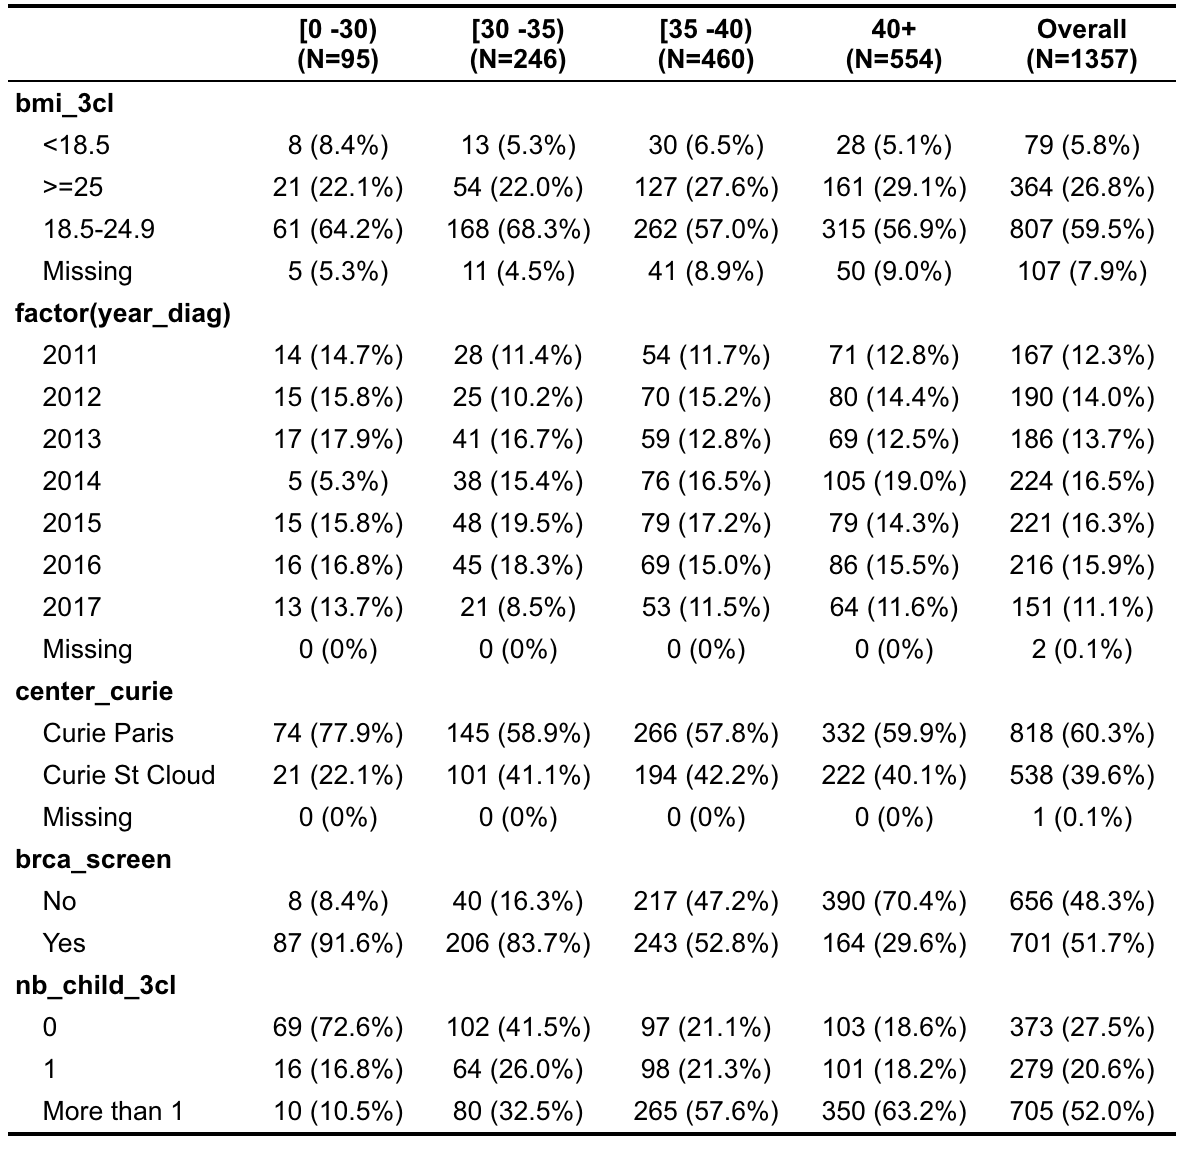 [0 -30) [30 -35) [35 -40) 40+ Overall
(N=95) (N=246) (N=460) (N=554) (N=1357)
bmi_3cl
<18.5 8 (8.4%) 13 (5.3%) 30 (6.5%) 28 (5.1%) 79 (5.8%)
>=25 21 (22.1%) 54 (22.0%) 127 (27.6%) 161 (29.1%) 364 (26.8%)
18.5-24.9 61 (64.2%) 168 (68.3%) 262 (57.0%) 315 (56.9%) 807 (59.5%)
Missing 5 (5.3%) 11 (4.5%) 41 (8.9%) 50 (9.0%) 107 (7.9%)
factor(year_diag)
2011 14 (14.7%) 28 (11.4%) 54 (11.7%) 71 (12.8%) 167 (12.3%)
2012 15 (15.8%) 25 (10.2%) 70 (15.2%) 80 (14.4%) 190 (14.0%)
2013 17 (17.9%) 41 (16.7%) 59 (12.8%) 69 (12.5%) 186 (13.7%)
2014 5 (5.3%) 38 (15.4%) 76 (16.5%) 105 (19.0%) 224 (16.5%)
2015 15 (15.8%) 48 (19.5%) 79 (17.2%) 79 (14.3%) 221 (16.3%)
2016 16 (16.8%) 45 (18.3%) 69 (15.0%) 86 (15.5%) 216 (15.9%)
2017 13 (13.7%) 21 (8.5%) 53 (11.5%) 64 (11.6%) 151 (11.1%)
Missing 0 (0%) 0 (0%) 0 (0%) 0 (0%) 2 (0.1%)
center_curie
Curie Paris 74 (77.9%) 145 (58.9%) 266 (57.8%) 332 (59.9%) 818 (60.3%)
Curie St Cloud 21 (22.1%) 101 (41.1%) 194 (42.2%) 222 (40.1%) 538 (39.6%)
Missing 0 (0%) 0 (0%) 0 (0%) 0 (0%) 1 (0.1%)
brca_screen
No 8 (8.4%) 40 (16.3%) 217 (47.2%) 390 (70.4%) 656 (48.3%)
Yes 87 (91.6%) 206 (83.7%) 243 (52.8%) 164 (29.6%) 701 (51.7%)
nb_child_3cl
0 69 (72.6%) 102 (41.5%) 97 (21.1%) 103 (18.6%) 373 (27.5%)
1 16 (16.8%) 64 (26.0%) 98 (21.3%) 101 (18.2%) 279 (20.6%)
More than 1 10 (10.5%) 80 (32.5%) 265 (57.6%) 350 (63.2%) 705 (52.0%)